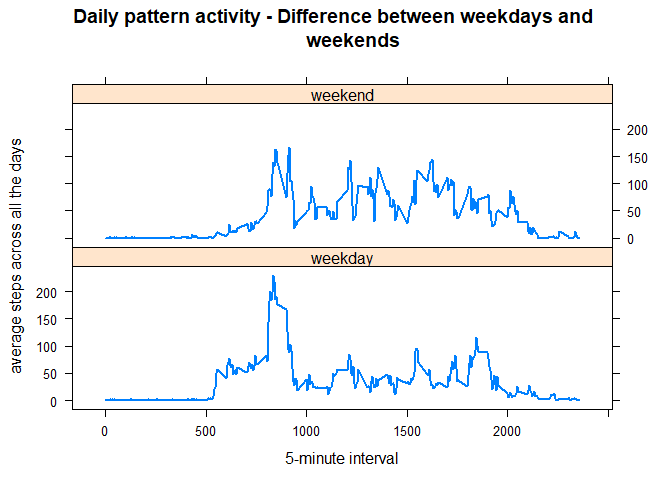 Daily pattern activity - Difference between weekdays and
weekends
weekend
200
150
100
50
0
weekday
200
150
100
50
0
average steps across all the days
0 500 1000 1500 2000
5-minute interval